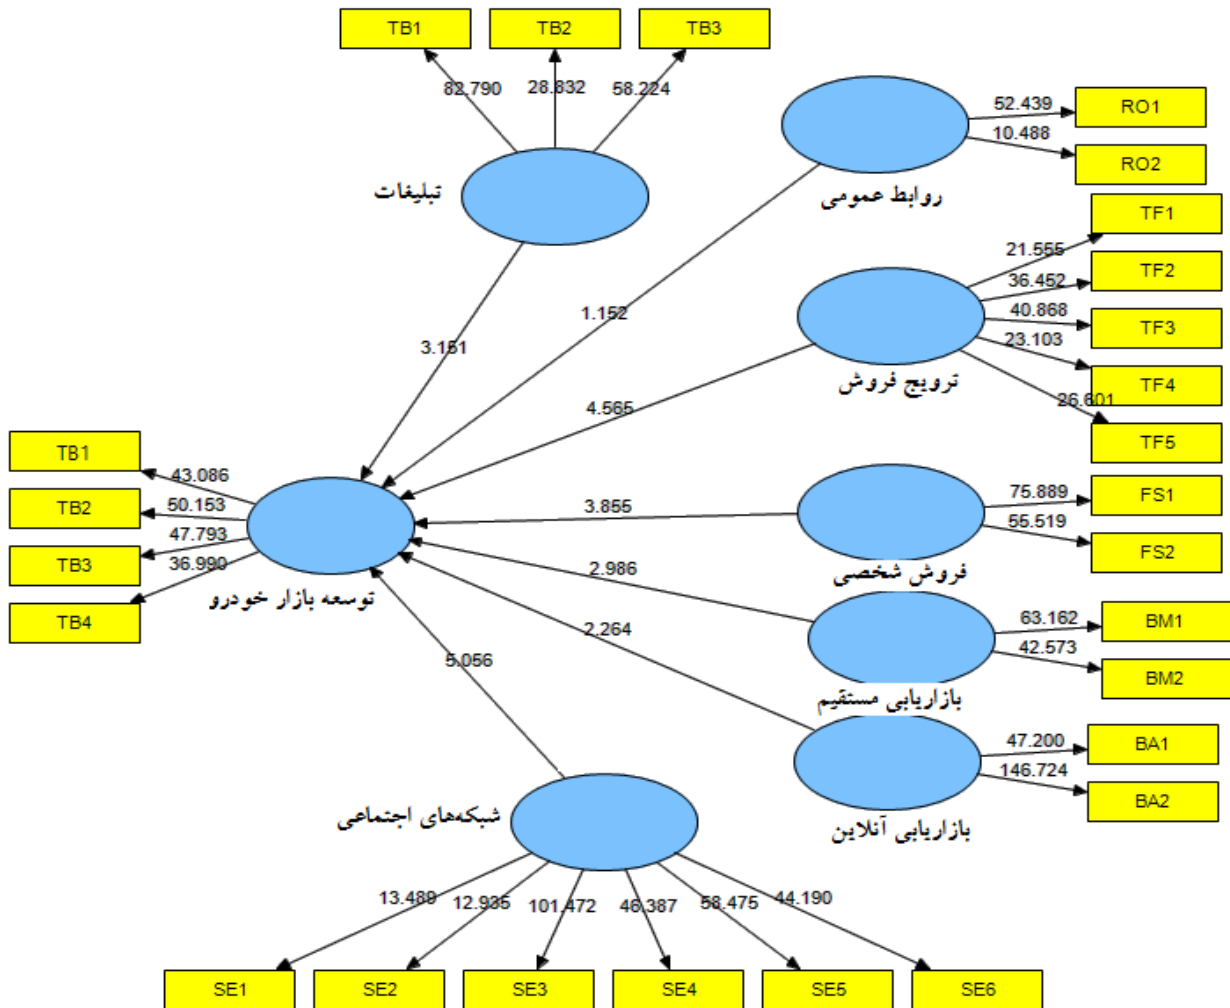 TB1
TB2
TB3
82.790
28.832
58.224
تبلیغات
روابط عمومی
52.439
10.488
RO1
RO2
TF1
TF2
TF3
TF4
TF5
21.555
36.452
40.868
23.103
26.601
ترویج فروش
3.151
1.152
4.565
TB1
TB2
TB3
TB4
43.086
50.153
47.793
36.990
توسعه بازار خودرو
3.855
2.986
2.264
5.056
75.889
55.519
FS1
FS2
فروش شخصی
63.162
42.573
BM1
BM2
بازاریابی مستقیم
47.200
146.724
BA1
BA2
بازاریابی آنلاین
شبکه‌های اجتماعی
13.489
12.935
101.472
46.387
58.475
44.190
SE1
SE2
SE3
SE4
SE5
SE6